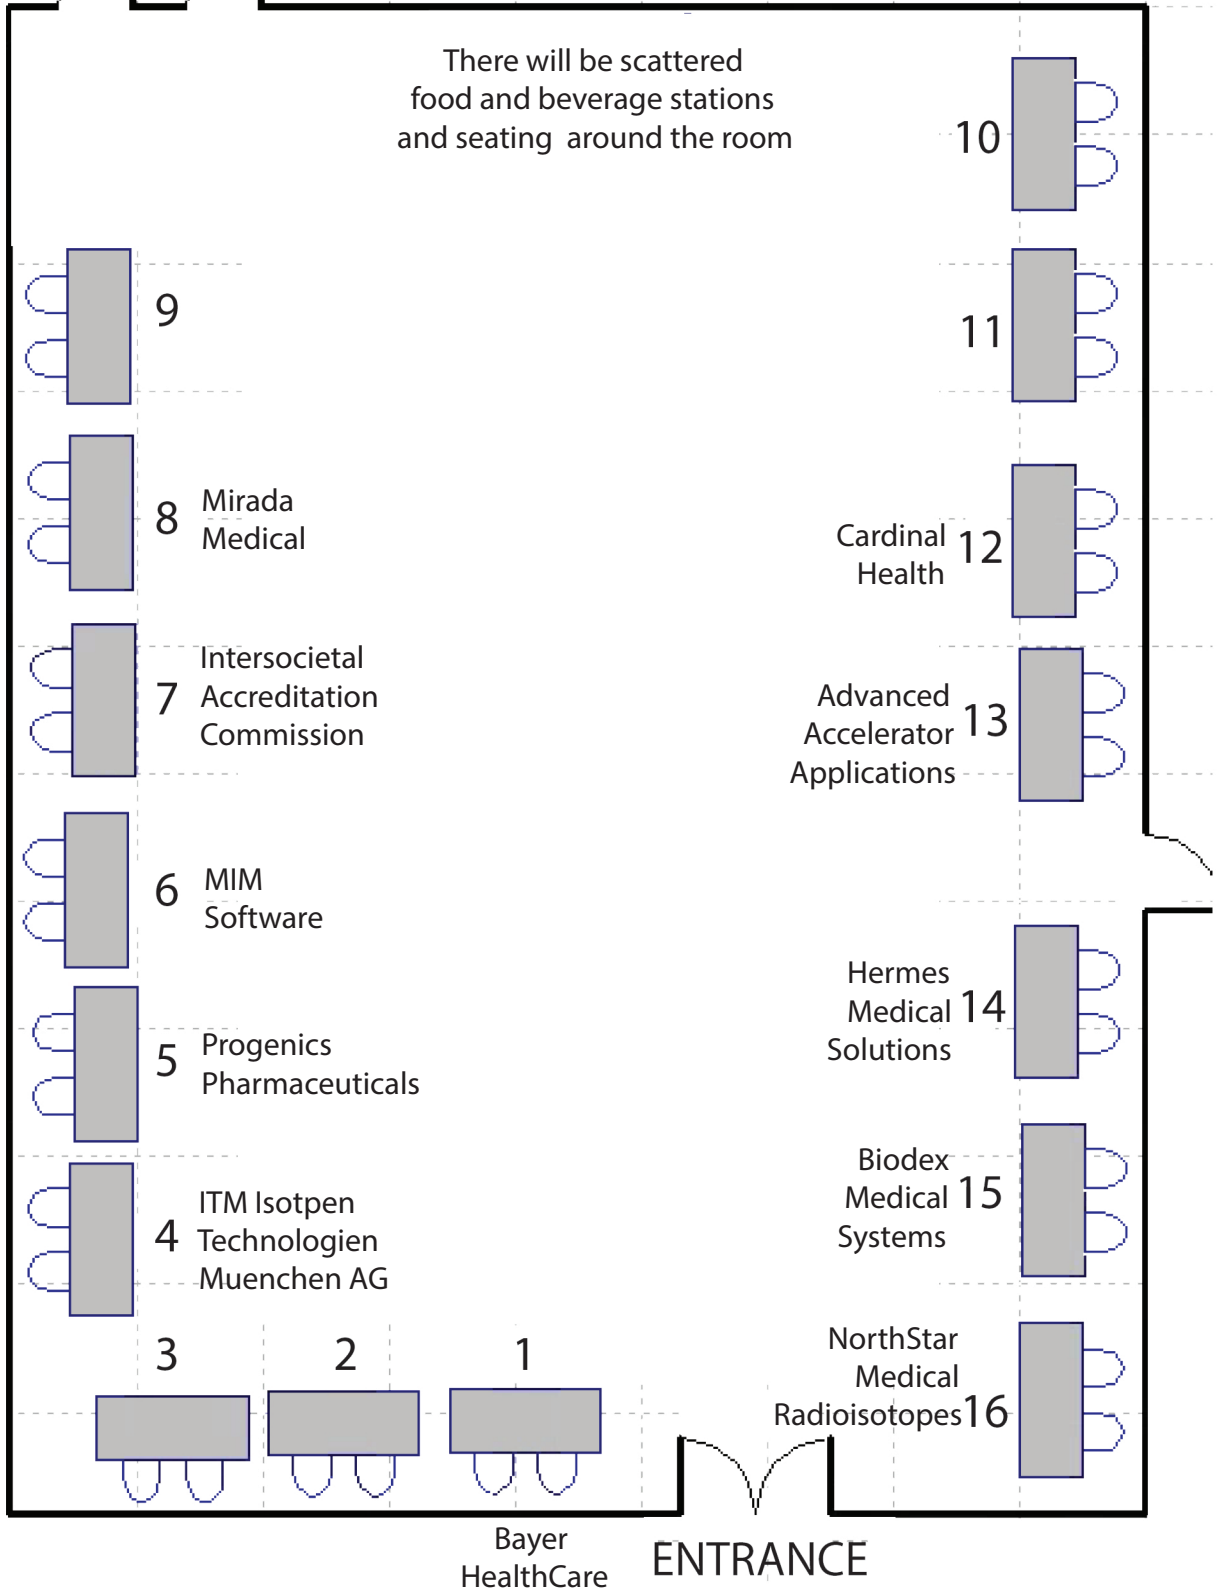 There will be scattered
food and beverage stations
and seating around the room
10
9
11
8
Mirada
Medical
Cardinal
Health
12
7
Intersocietal
Accreditation
Commission
Advanced
Accelerator
Applications
13
6
MIM
Software
Hermes
Medical
Solutions
14
5
Progenics
Pharmaceuticals
Biodex
Medical
Systems
15
4
ITM Isotpen
Technologien
Muenchen AG
3
2
1
NorthStar
Medical
Radioisotopes
16
Bayer
HealthCare
ENTRANCE